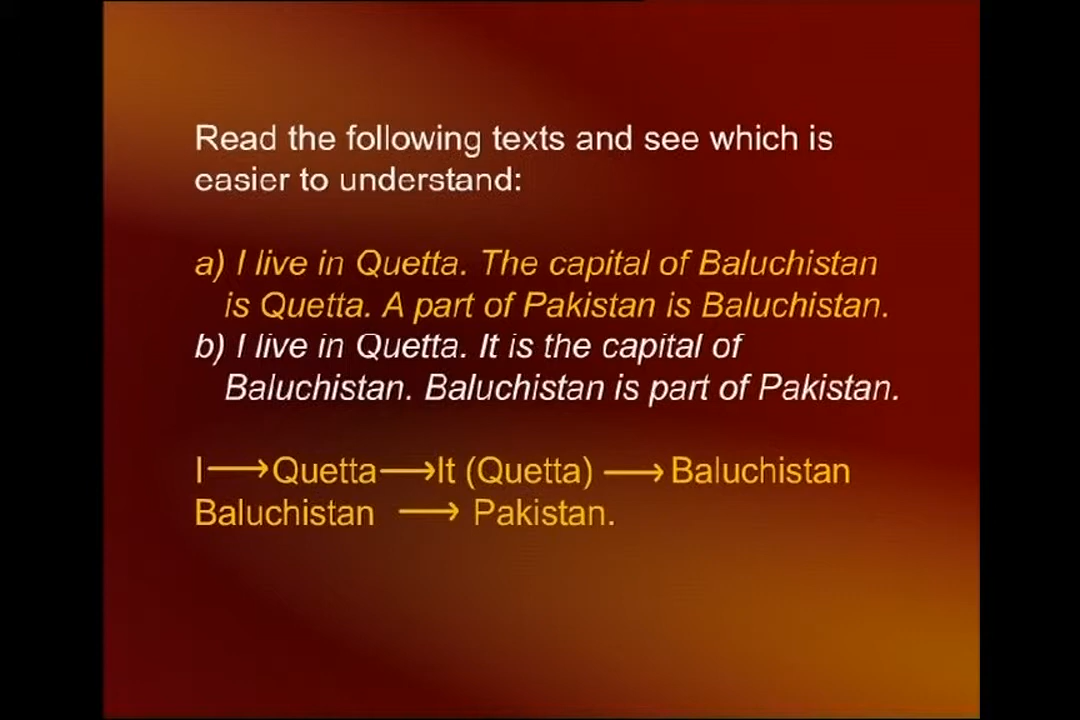 Read the following texts and see which is
easier to understand:
a) I live in Quetta. The capital of Baluchistan
is Quetta. A part of Pakistan is Baluchistan.
b) I live in Quetta. It is the capital of
Baluchistan. Baluchistan is part of Pakistan.
I⟶Quetta⟶It (Quetta) ⟶Baluchistan
Baluchistan ⟶ Pakistan.